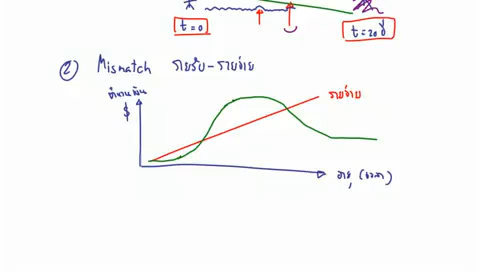 t=0
t=20 ปี
② Mismatch รายรับ-รายจ่าย
จำนวนเงิน
$
รายจ่าย
อายุ (เวลา)